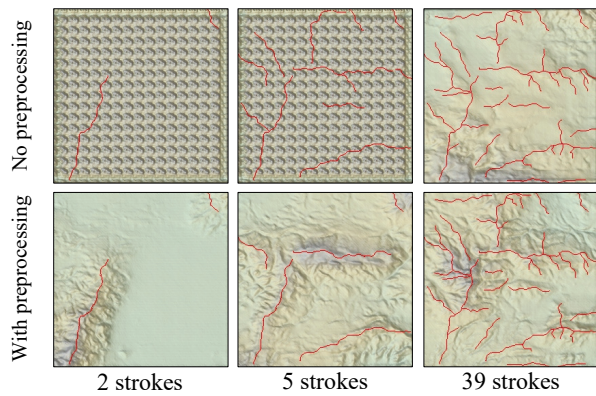 No preprocessing
With preprocessing
2 strokes
5 strokes
39 strokes